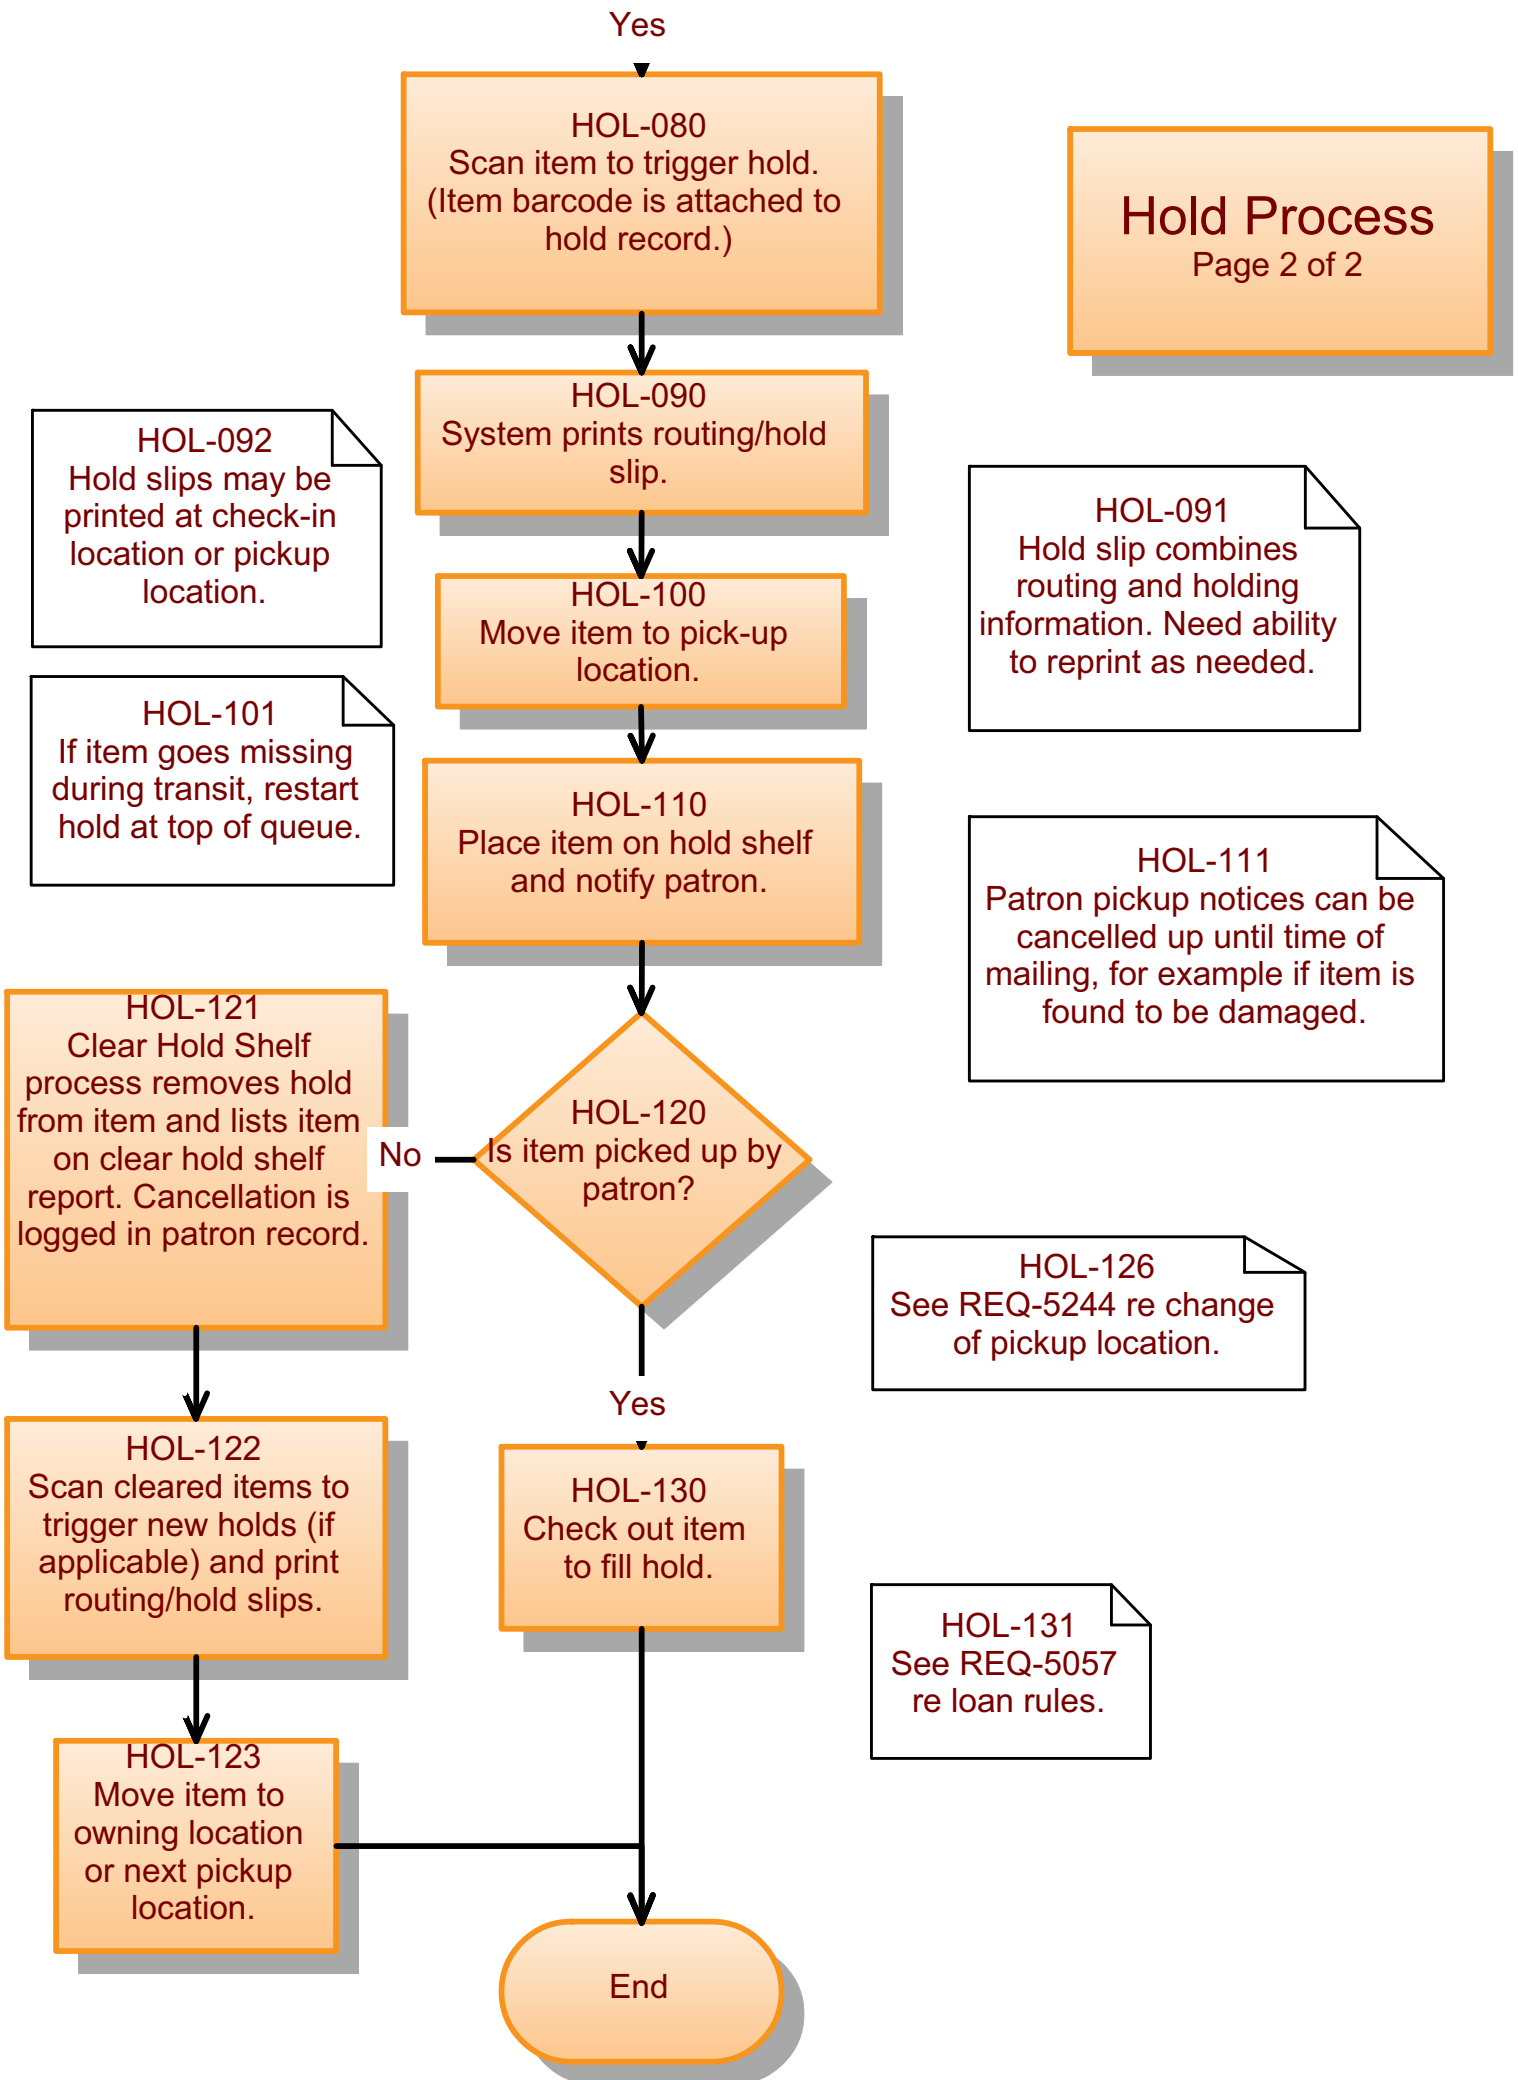 Yes
HOL-080
Scan item to trigger hold.
(Item barcode is attached to
hold record.)
Hold Process
Page 2 of 2
HOL-090
System prints routing/hold
slip.
HOL-092
Hold slips may be
printed at check-in
location or pickup
location.
HOL-091
Hold slip combines
routing and holding
information. Need ability
to reprint as needed.
HOL-100
Move item to pick-up
location.
HOL-101
If item goes missing
during transit, restart
hold at top of queue.
HOL-110
Place item on hold shelf
and notify patron.
HOL-111
Patron pickup notices can be
cancelled up until time of
mailing, for example if item is
found to be damaged.
HOL-121
Clear Hold Shelf
process removes hold
from item and lists item
on clear hold shelf
report. Cancellation is
logged in patron record.
No
HOL-120
Is item picked up by
patron?
HOL-126
See REQ-5244 re change
of pickup location.
Yes
HOL-122
Scan cleared items to
trigger new holds (if
applicable) and print
routing/hold slips.
HOL-130
Check out item
to fill hold.
HOL-131
See REQ-5057
re loan rules.
HOL-123
Move item to
owning location
or next pickup
location.
End